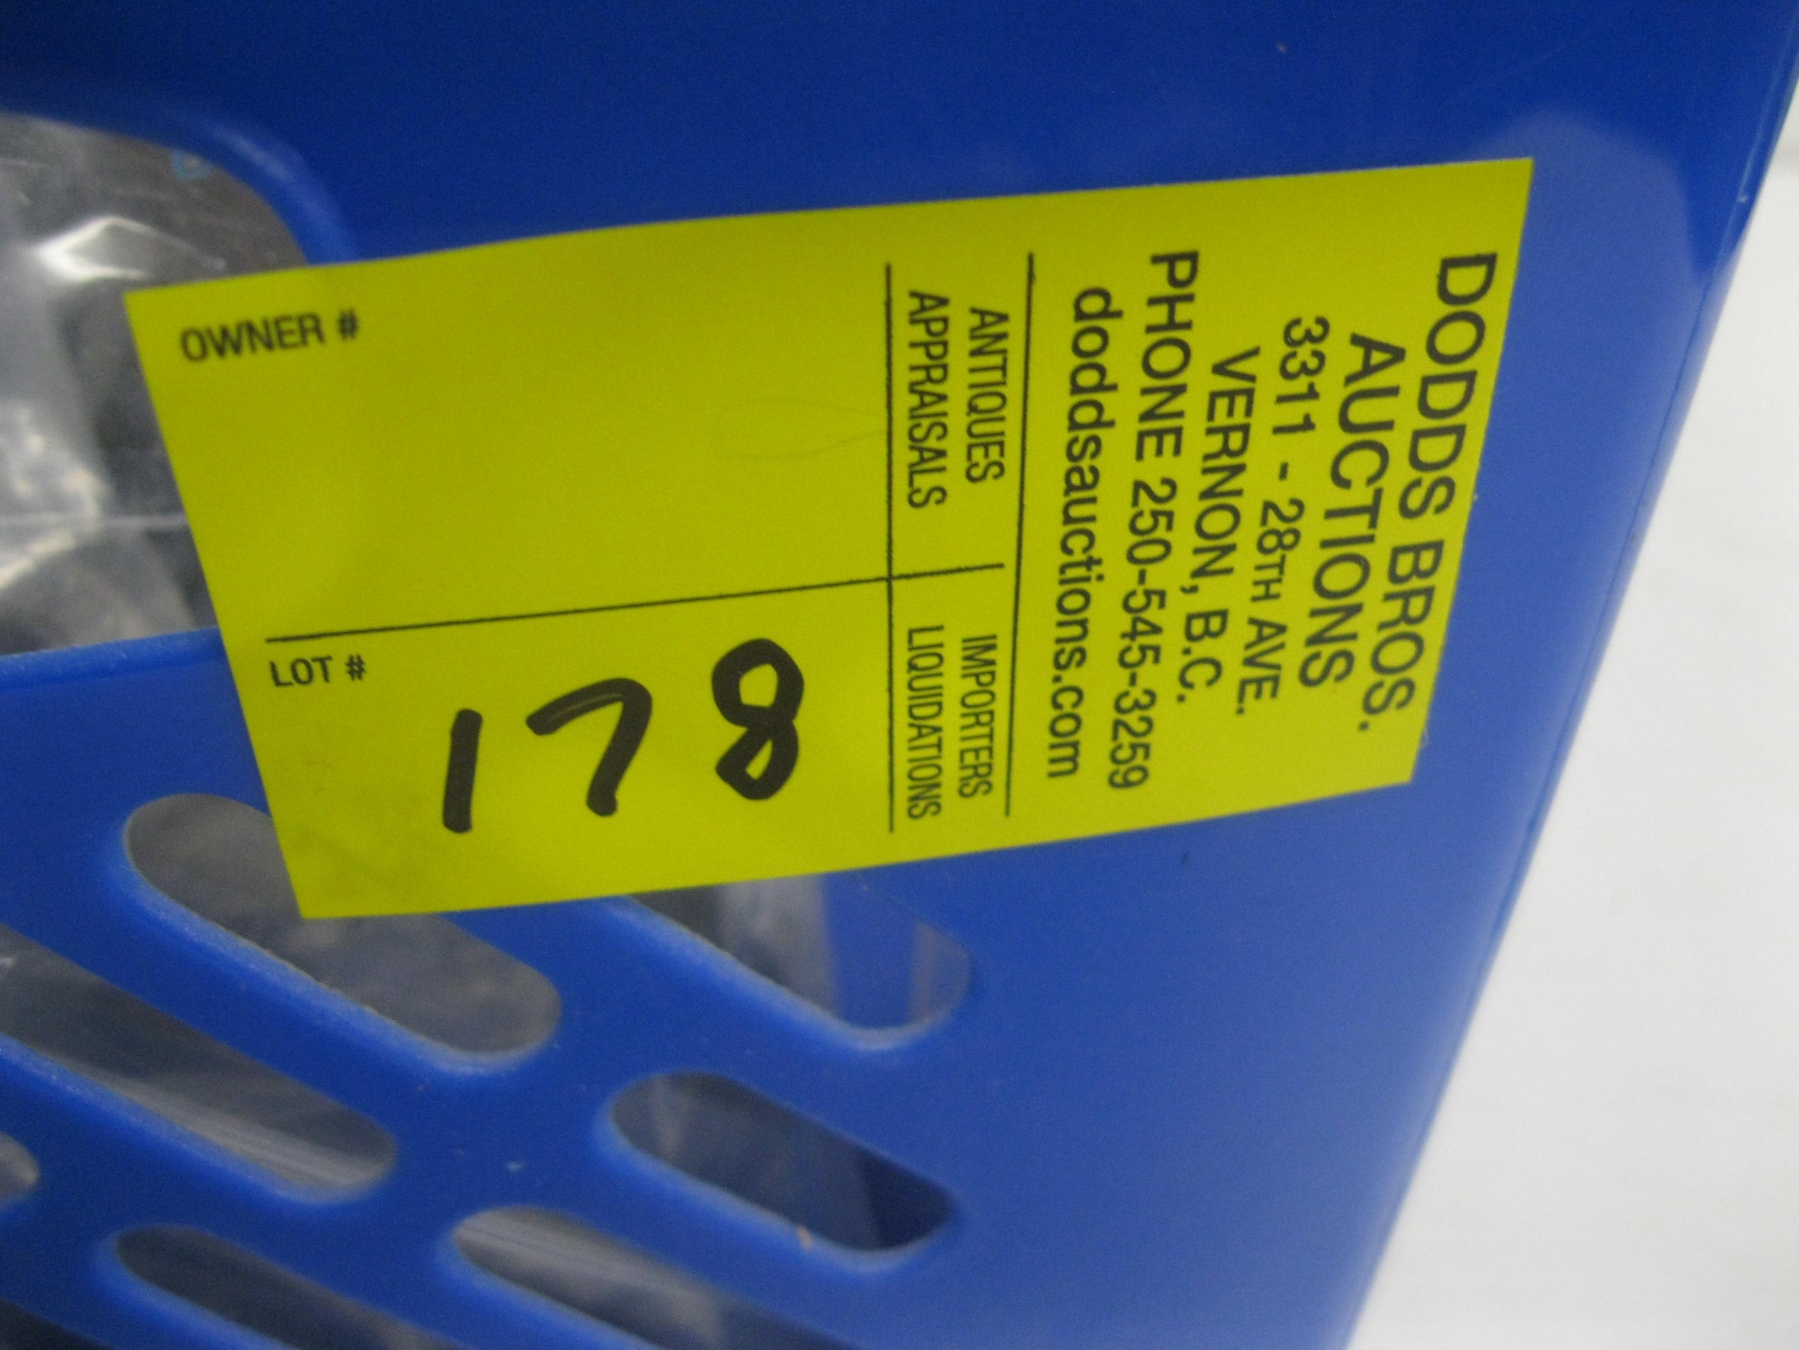 DODDS BROS.
AUCTIONS
3311 - 28TH AVE.
VERNON, B.C.
PHONE 250-545-3259
doddsauctions.com
ANTIQUES
APPRAISALS
IMPORTERS
LIQUIDATIONS
OWNER #
LOT #
178